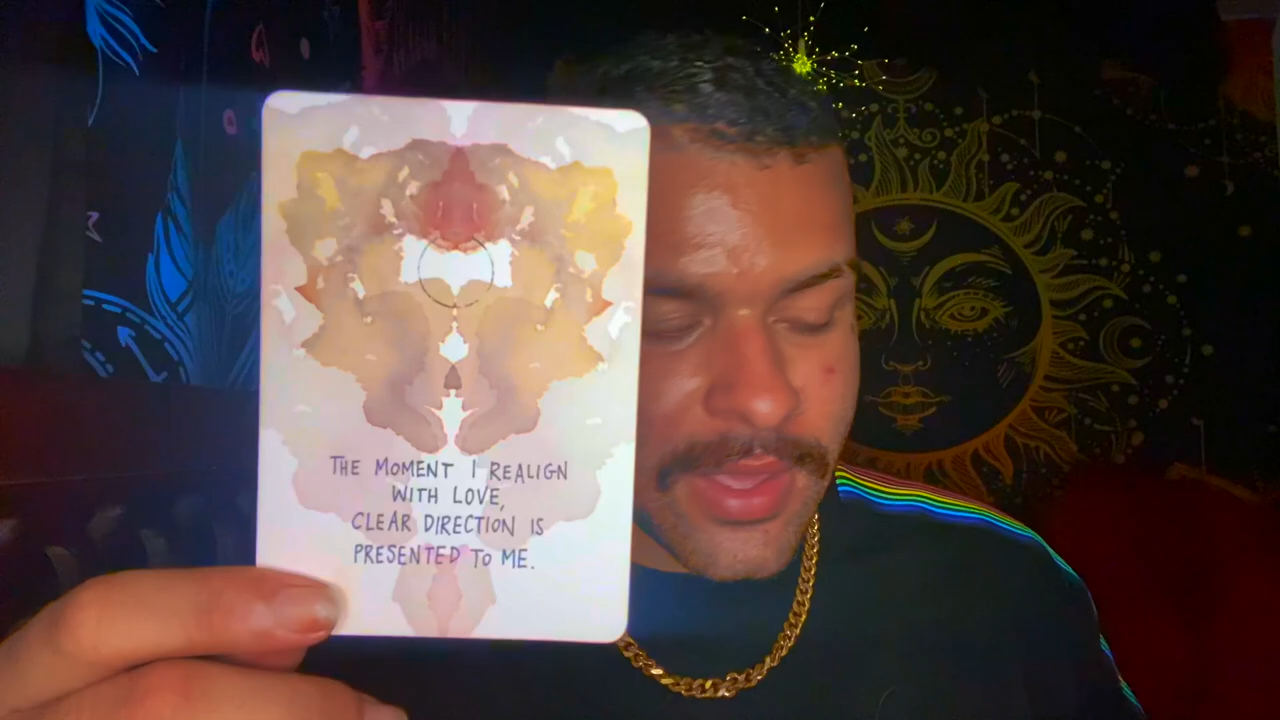 THE MOMENT I REALIGN
WITH LOVE,
CLEAR DIRECTION IS
PRESENTED TO ME.